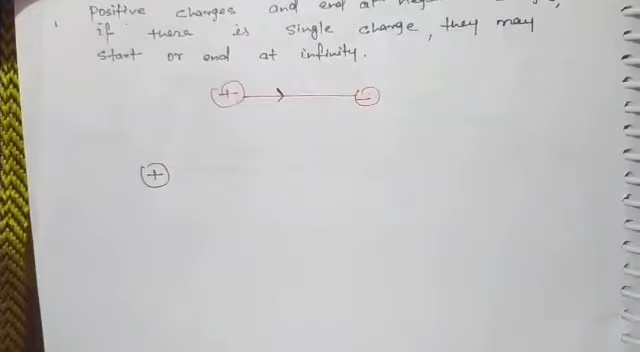 positive charges and end at
if there is single charge, they may
start or end at infinity.
+ −
+